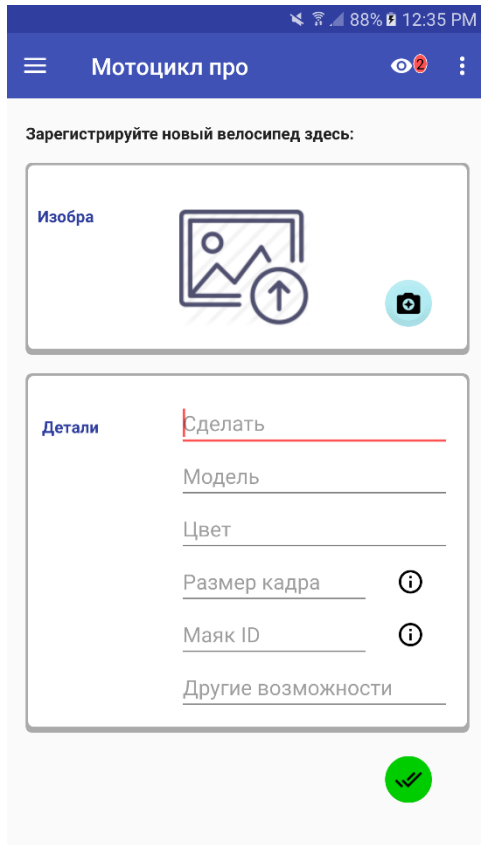 88% 12:35 PM
Мотоцикл про
2
Зарегистрируйте новый велосипед здесь:
Изобра
Детали
Сделать
Модель
Цвет
Размер кадра
Маяк ID
Другие возможности